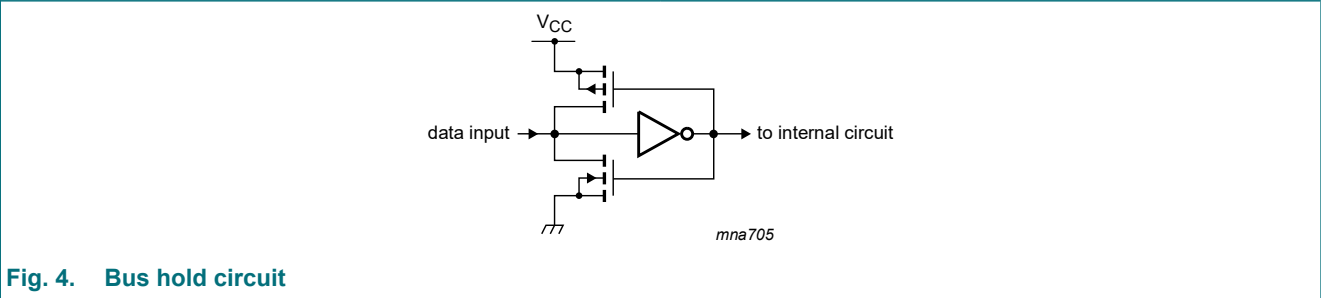 VCC
data input
to internal circuit
mna705
Fig. 4. Bus hold circuit